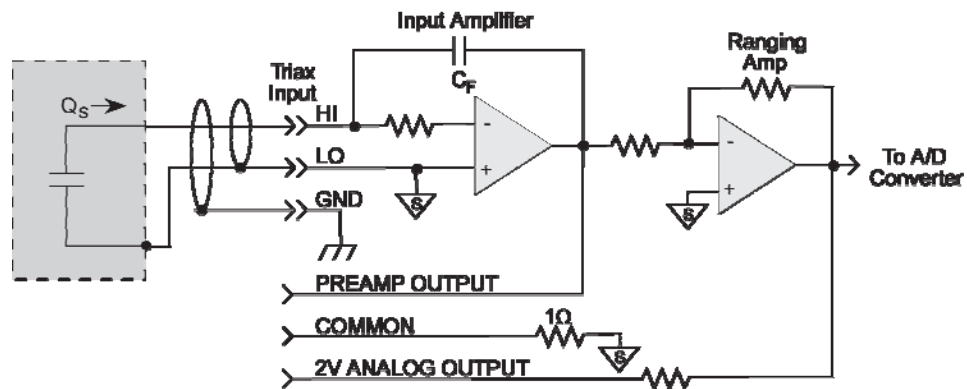 Input Amplifier
Ranging
Amp
Triax
Input
C_F
Q_S
HI
-
-
LO
+
To A/D
Converter
S
+
GND
S
PREAMP OUTPUT
COMMON
1Ω
S
2V ANALOG OUTPUT